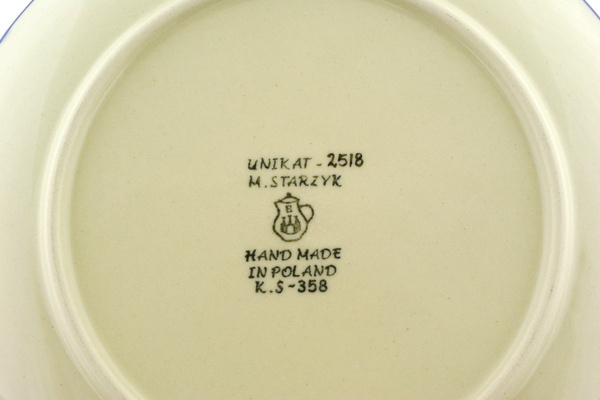 UNIKAT - 2518
M. STARZYK
E
HAND MADE
IN POLAND
K.S - 358